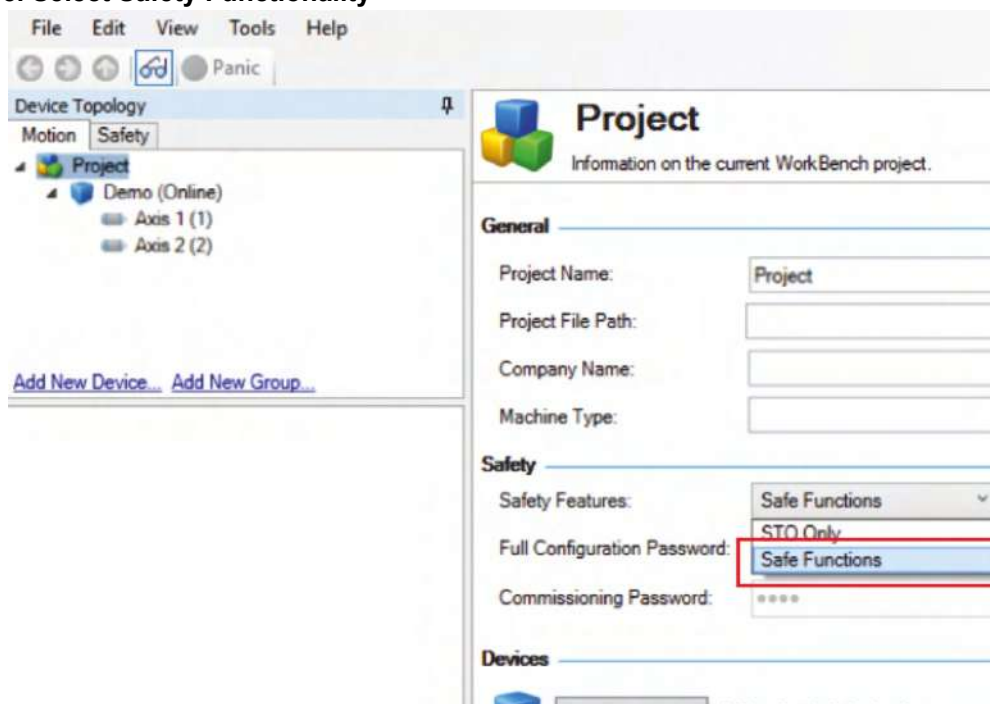 Select Safety Functionality
File Edit View Tools Help
Panic
Device Topology
Motion Safety
Project
Demo (Online)
Axis 1 (1)
Axis 2 (2)
Add New Device... Add New Group...
Project
Information on the current WorkBench project.
General
Project Name: Project
Project File Path:
Company Name:
Machine Type:
Safety
Safety Features: Safe Functions
STO Only
Full Configuration Password:
Safe Functions
Commissioning Password: ****
Devices